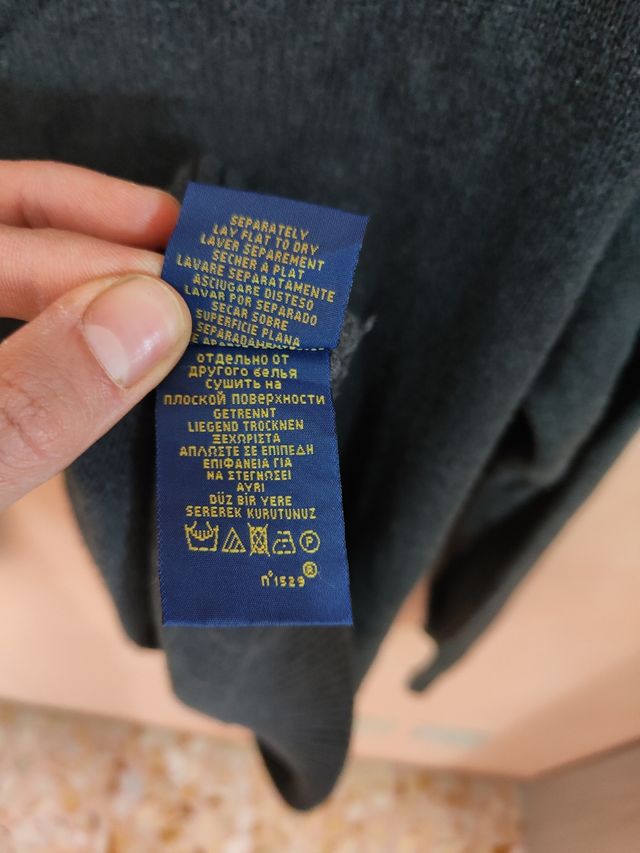 SEPARATELY
LAY FLAT TO DRY
LAVER SEPAREMENT
SECHER A PLAT
LAVARE SEPARATAMENTE
ASCIUGARE DISTESO
LAVAR POR SEPARADO
SECAR SOBRE
SUPERFICIE PLANA
SEPARADAMENTE
отдельно от
другого белья
сушить на
плоской поверхности
GETRENNT
LIEGEND TROCKNEN
ΞΕΧΩΡΙΣΤΑ
ΑΠΛΩΣΤΕ ΣΕ ΕΠΙΠΕΔΗ
ΕΠΙΦΑΝΕΙΑ ΓΙΑ
ΝΑ ΣΤΕΓΝΩΣΕΙ
AYRI
DÜZ BİR YERE
SEREREK KURUTUNUZ
P
n°1529®